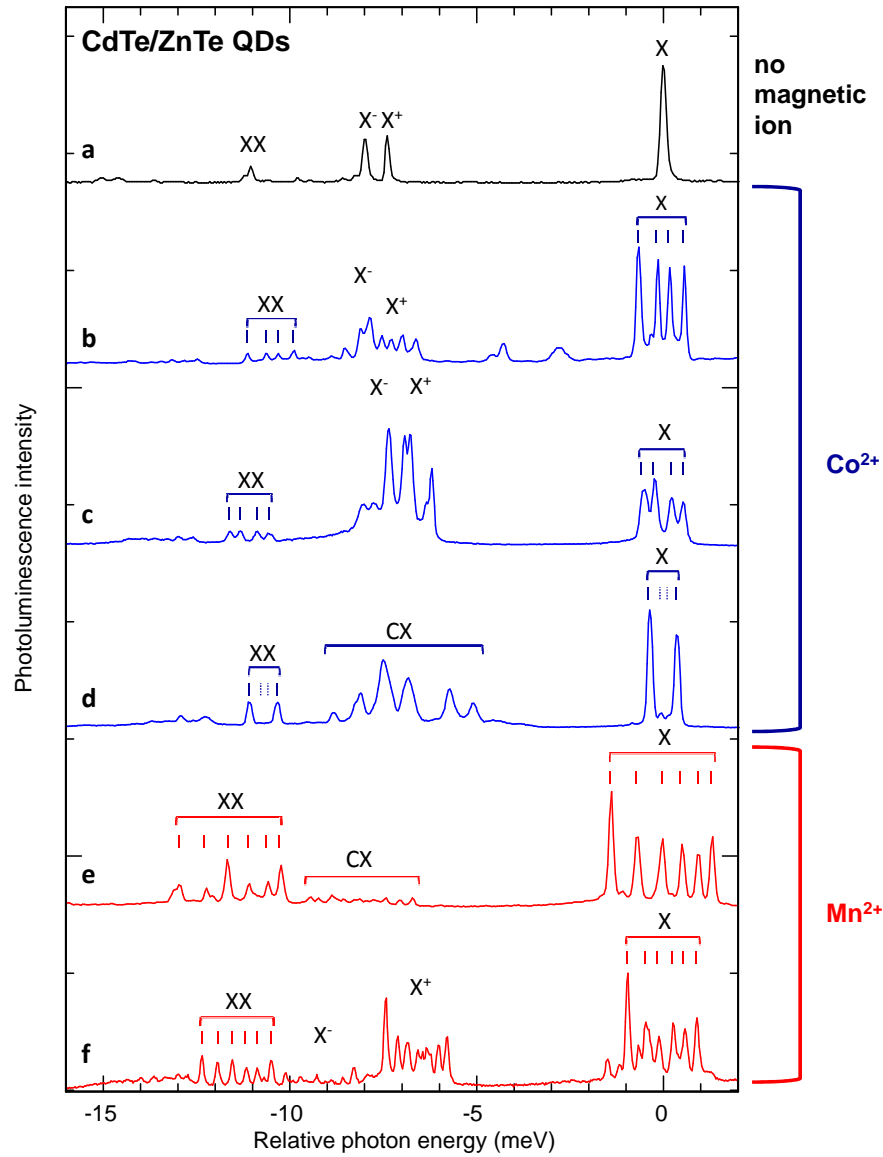 CdTe/ZnTe QDs
X
no
magnetic
ion
X⁻ X⁺
XX
a
X
X⁻
XX
X⁺
b
X⁻ X⁺
X
XX
c
Co²⁺
X
CX
XX
d
X
XX
CX
e
Mn²⁺
X
X⁺
XX
X⁻
f
Photoluminescence intensity
-15 -10 -5 0
Relative photon energy (meV)